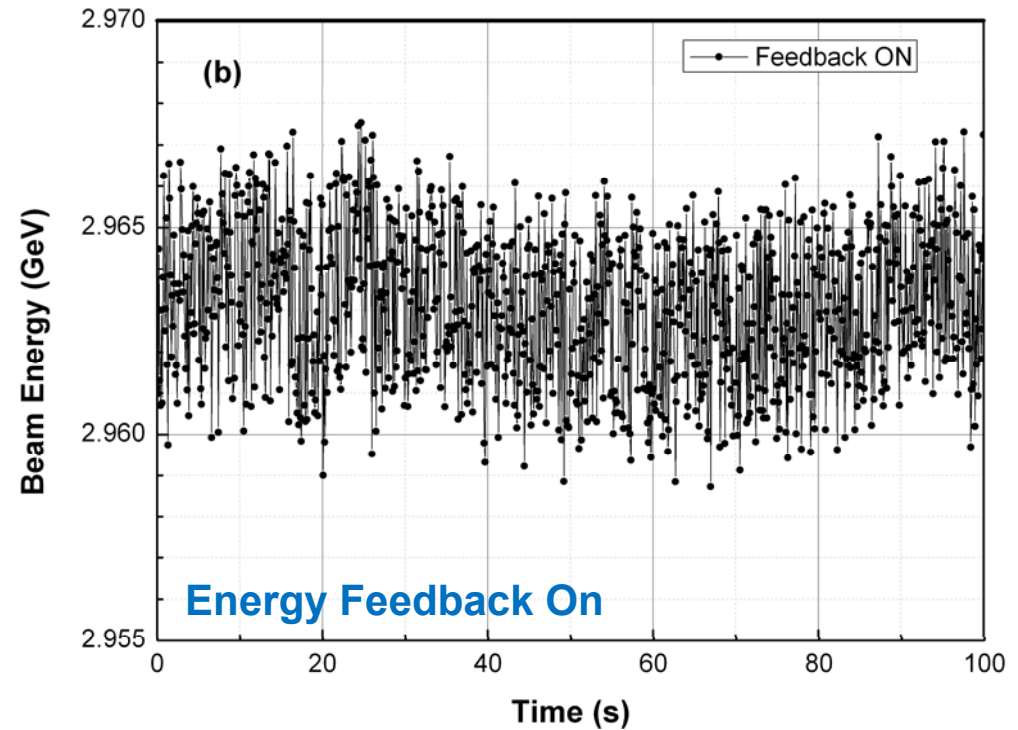 2.970
(b)
Feedback ON
2.965
Beam Energy (GeV)
2.960
Energy Feedback On
2.955
0 20 40 60 80 100
Time (s)